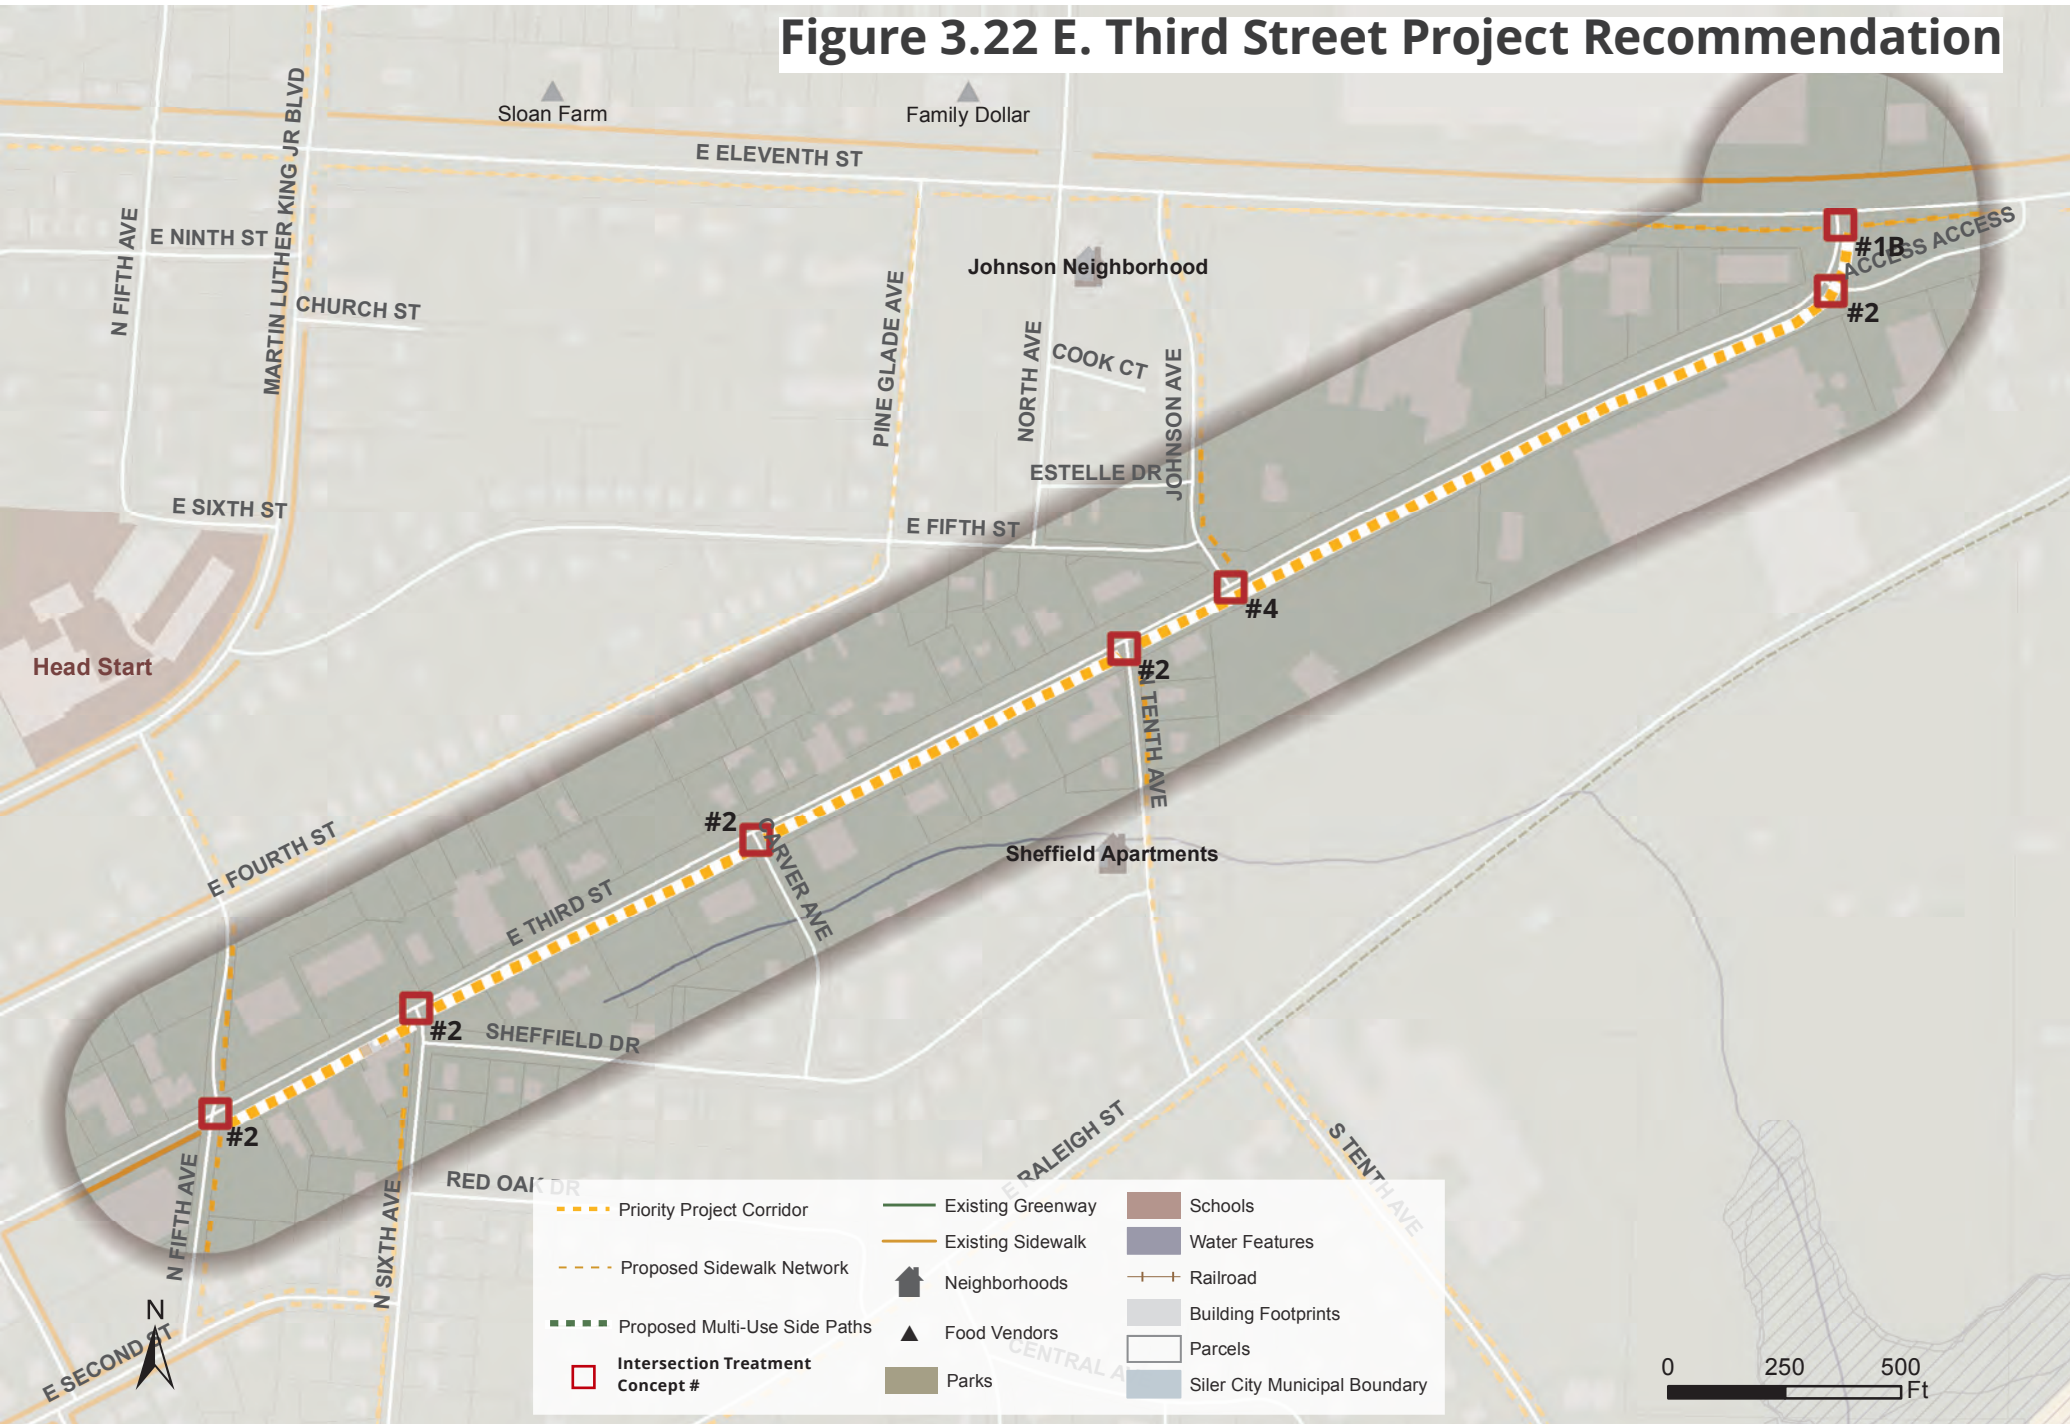 Figure 3.22 E. Third Street Project Recommendation
Sloan Farm
Family Dollar
E ELEVENTH ST
MARTIN LUTHER KING JR BLVD
N FIFTH AVE
E NINTH ST
CHURCH ST
Johnson Neighborhood
#1B
ACCESS ACCESS
#2
PINE GLADE AVE
NORTH AVE
COOK CT
JOHNSON AVE
ESTELLE DR
E SIXTH ST
E FIFTH ST
#4
Head Start
#2
N TENTH AVE
#2
CARVER AVE
Sheffield Apartments
E FOURTH ST
E THIRD ST
#2
SHEFFIELD DR
#2
N FIFTH AVE
N SIXTH AVE
RED OAK DR
E RALEIGH ST
S TENTH AVE
E SECOND ST
N
Priority Project Corridor
Proposed Sidewalk Network
Proposed Multi-Use Side Paths
Intersection Treatment
Concept #
Existing Greenway
Existing Sidewalk
Neighborhoods
Food Vendors
Parks
CENTRAL A
Schools
Water Features
Railroad
Building Footprints
Parcels
Siler City Municipal Boundary
0 250 500
Ft